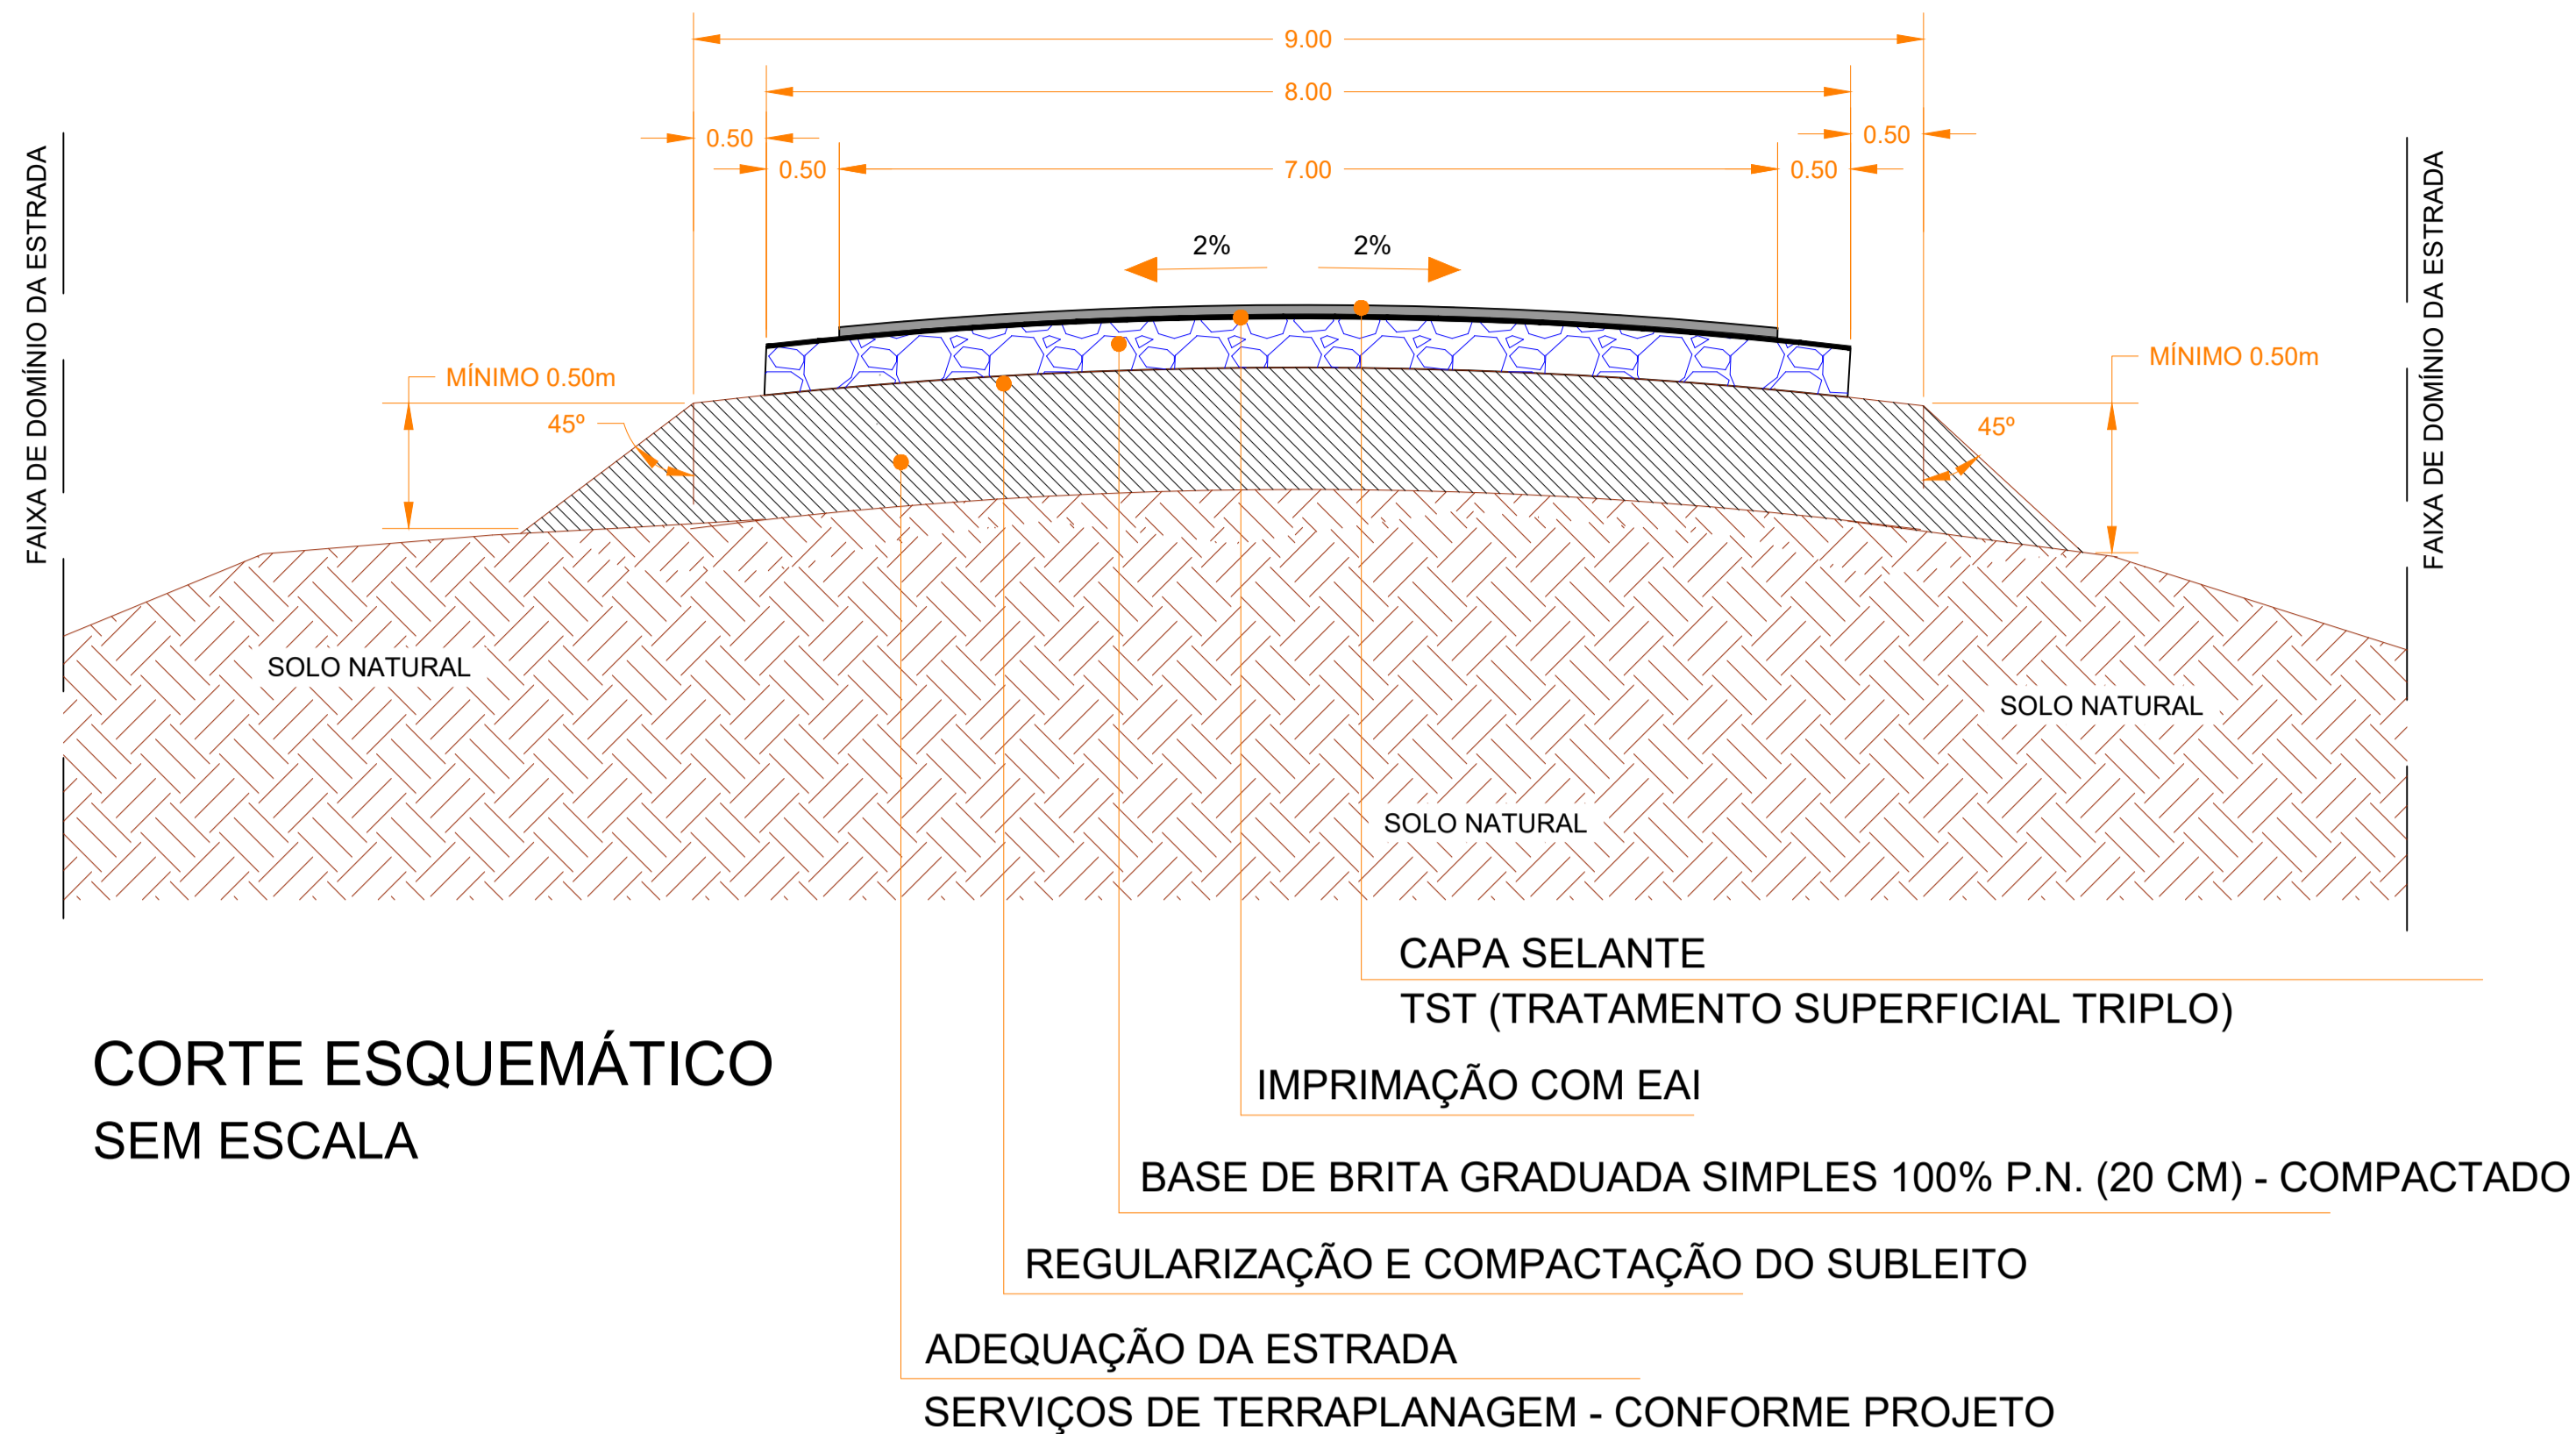 9.00
8.00
0.50
0.50
0.50
7.00
0.50
2%
2%
FAIXA DE DOMÍNIO DA ESTRADA
FAIXA DE DOMÍNIO DA ESTRADA
MÍNIMO 0.50m
MÍNIMO 0.50m
45º
45º
SOLO NATURAL
SOLO NATURAL
SOLO NATURAL
CAPA SELANTE
TST (TRATAMENTO SUPERFICIAL TRIPLO)
CORTE ESQUEMÁTICO
SEM ESCALA
IMPRIMAÇÃO COM EAI
BASE DE BRITA GRADUADA SIMPLES 100% P.N. (20 CM) - COMPACTADO
REGULARIZAÇÃO E COMPACTAÇÃO DO SUBLEITO
ADEQUAÇÃO DA ESTRADA
SERVIÇOS DE TERRAPLANAGEM - CONFORME PROJETO